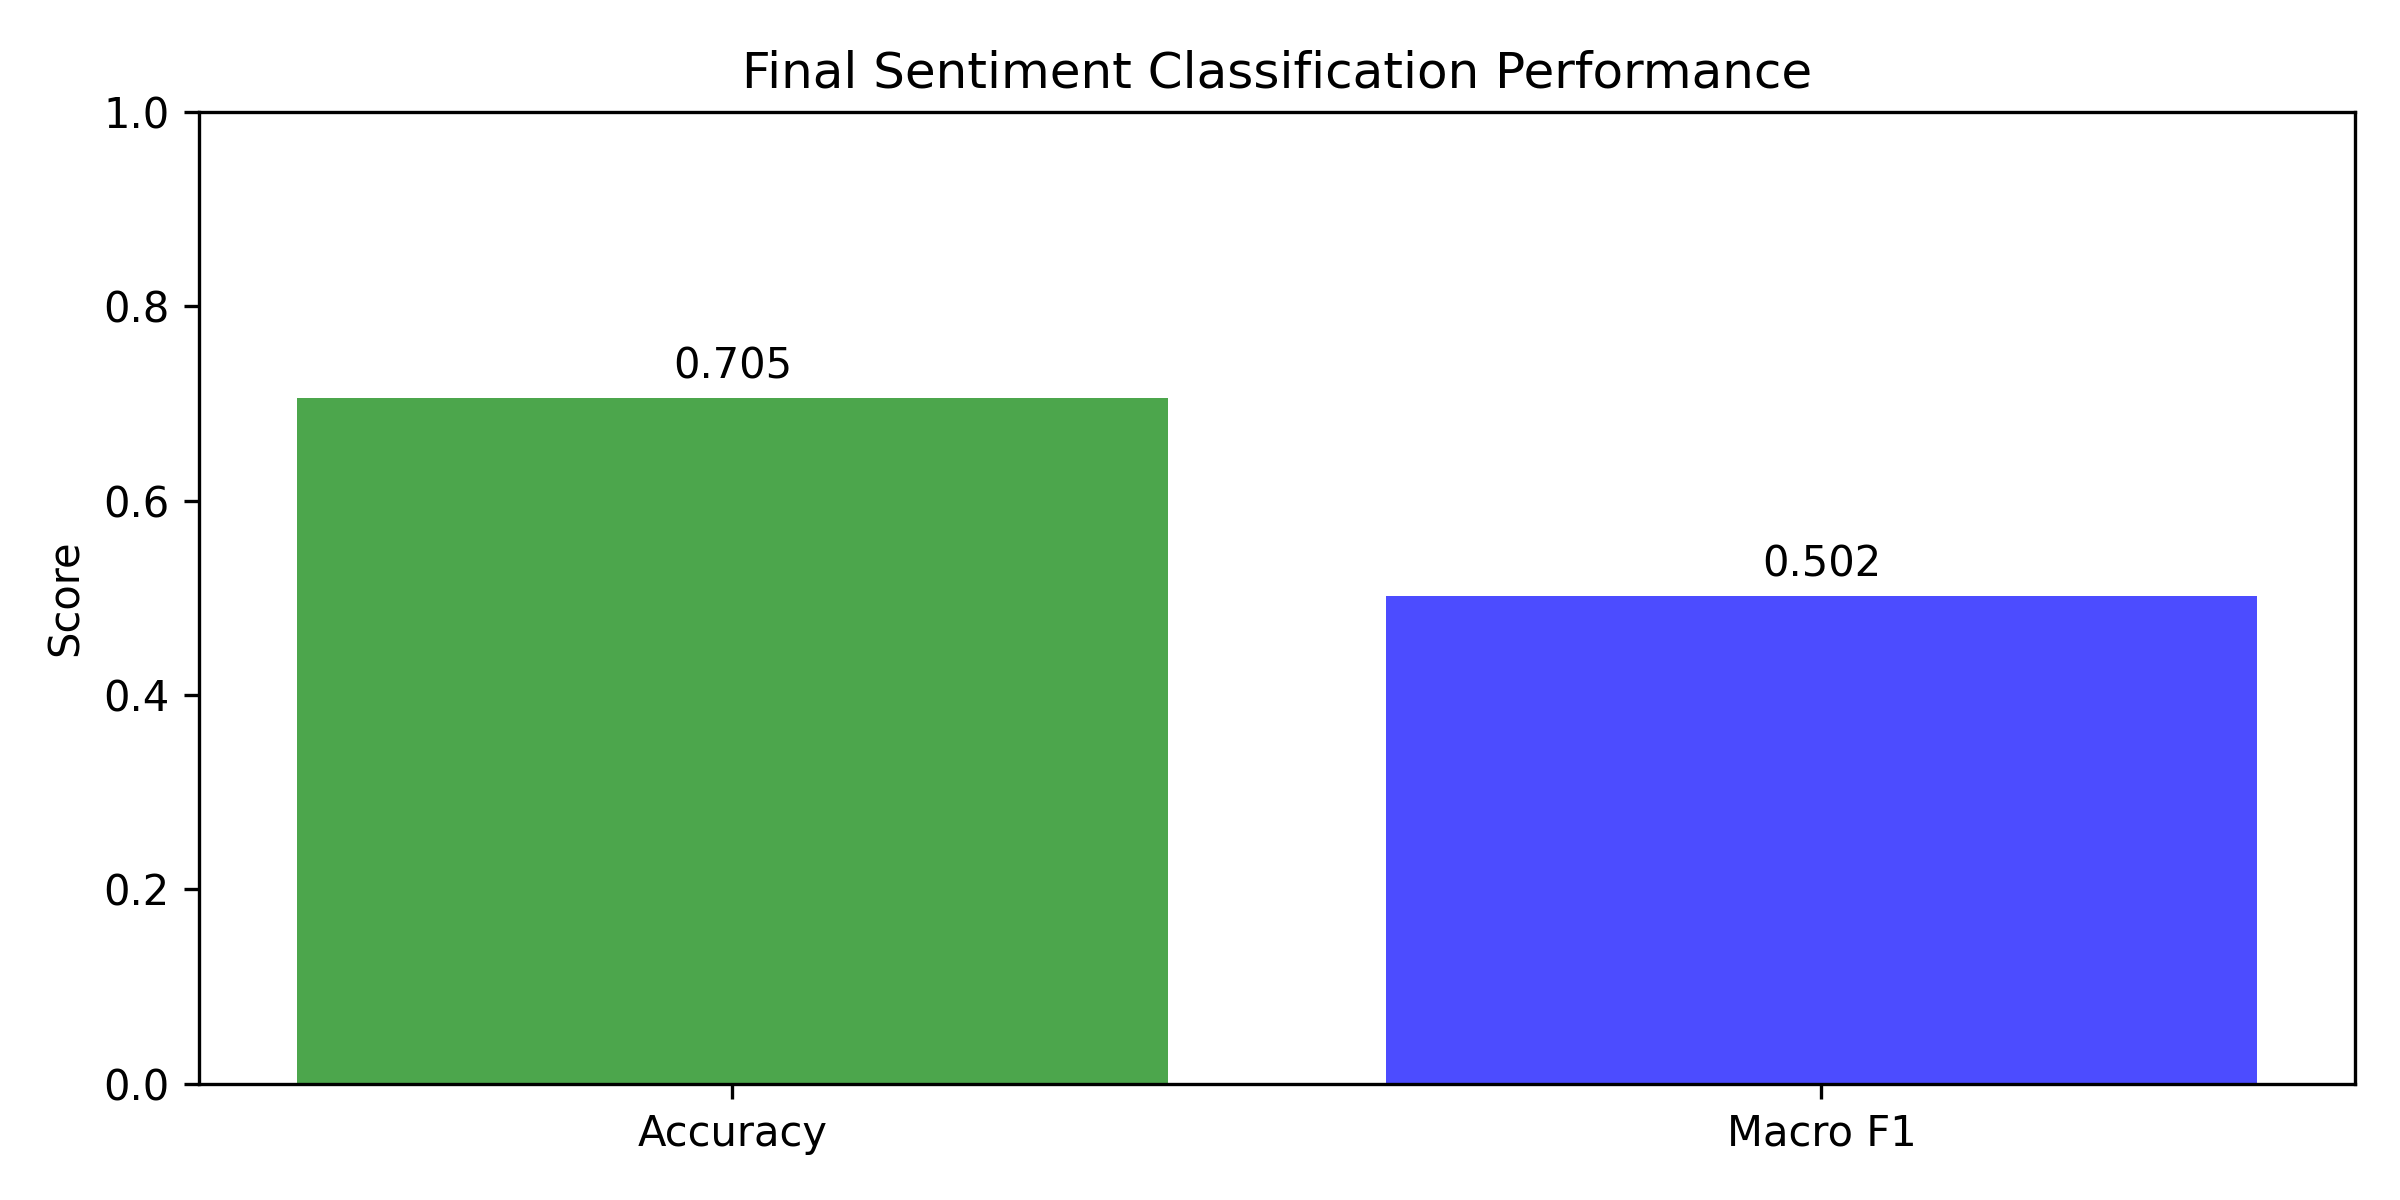 Final Sentiment Classification Performance
1.0
0.8
0.6
0.4
0.2
0.0
Score
0.705
0.502
Accuracy
Macro F1